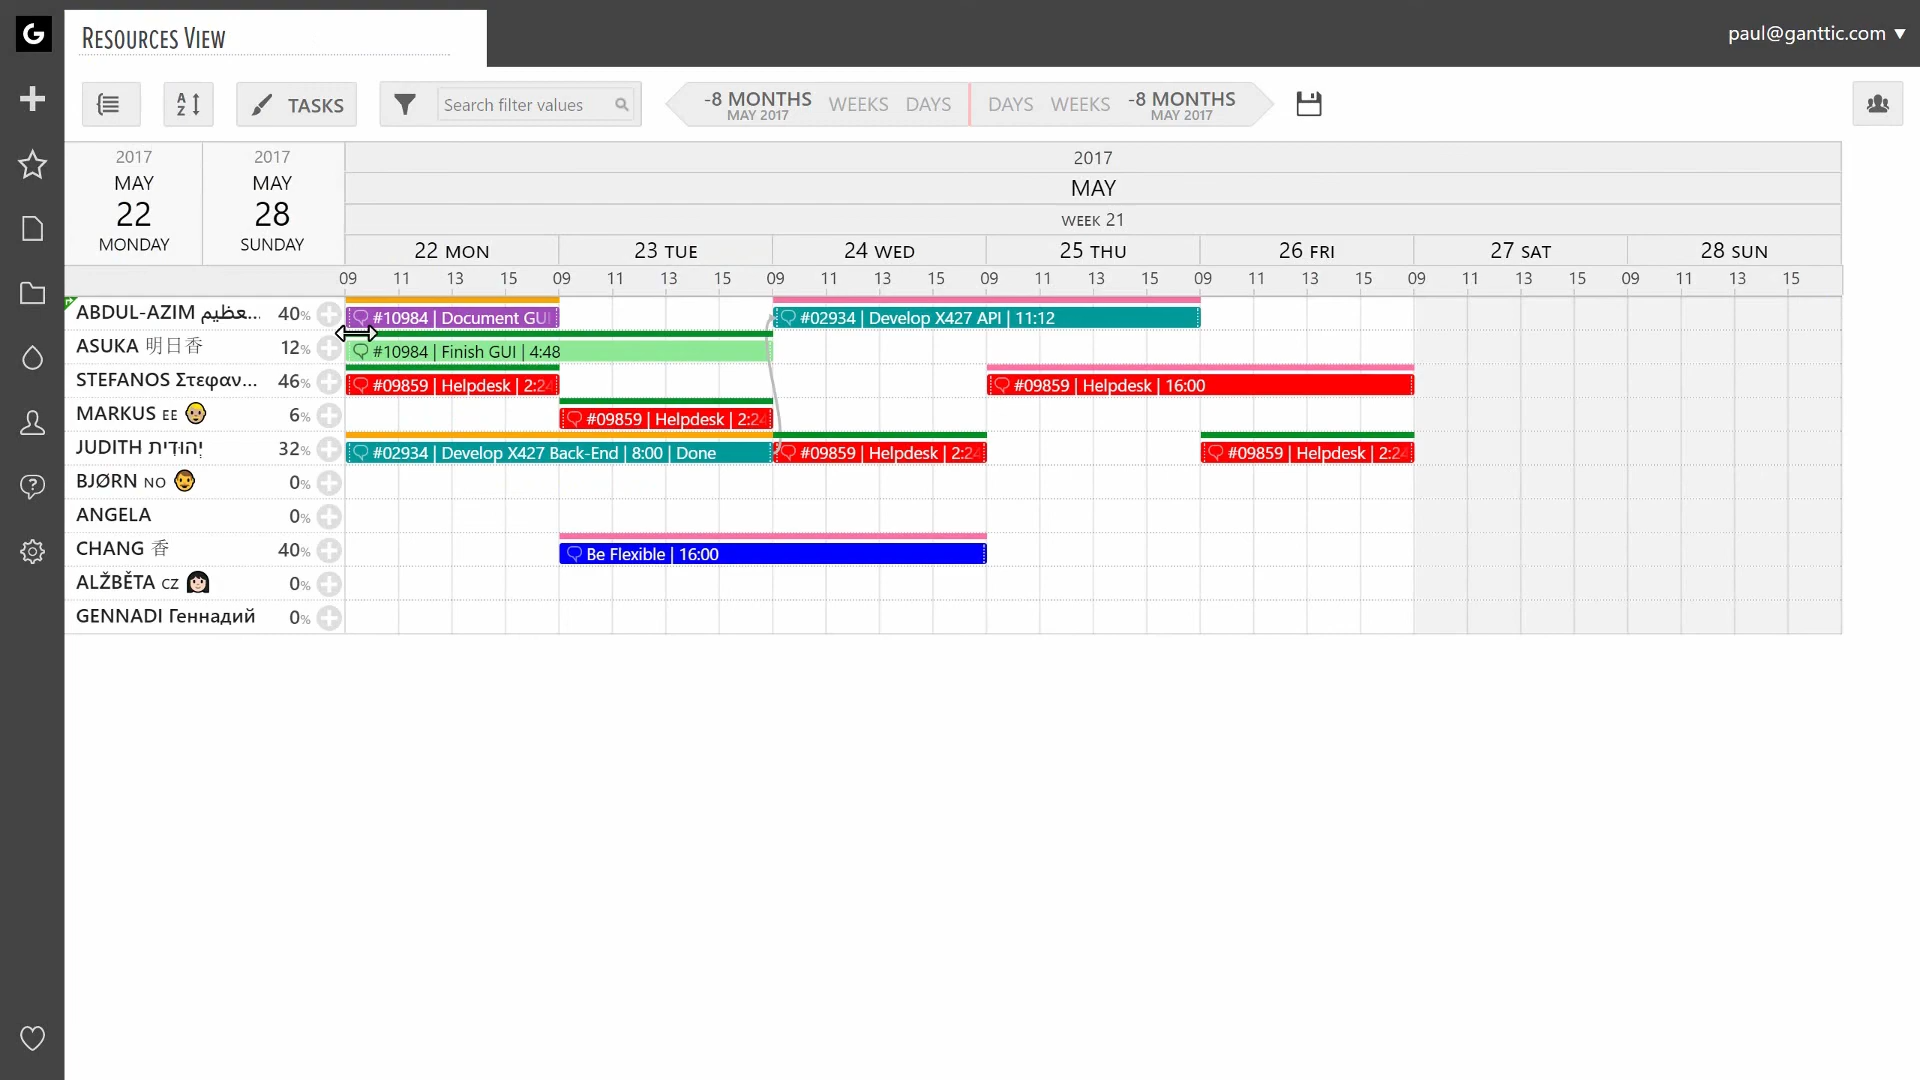 G
RESOURCES VIEW
paul@ganttic.com ▼
A Z
TASKS
Search filter values
-8 MONTHS MAY 2017 WEEKS DAYS
DAYS WEEKS -8 MONTHS MAY 2017
2017 MAY 22 MONDAY
2017 MAY 28 SUNDAY
2017
MAY
WEEK 21
22 MON 23 TUE 24 WED 25 THU 26 FRI 27 SAT 28 SUN
09 11 13 15 09 11 13 15 09 11 13 15 09 11 13 15 09 11 13 15 09 11 13 15 09 11 13 15
ABDUL-AZIM عظيم... 40% #10984 | Document GUI #02934 | Develop X427 API | 11:12
ASUKA 明日香 12% #10984 | Finish GUI | 4:48
STEFANOS Στεφαν... 46% #09859 | Helpdesk | 2:24 #09859 | Helpdesk | 16:00
MARKUS EE 6% #09859 | Helpdesk | 2:24
JUDITH יְהוּדִית 32% #02934 | Develop X427 Back-End | 8:00 | Done #09859 | Helpdesk | 2:24 #09859 | Helpdesk | 2:24
BJØRN NO 0%
ANGELA 0%
CHANG 香 40% Be Flexible | 16:00
ALŽBĚTA CZ 0%
GENNADI Геннадий 0%